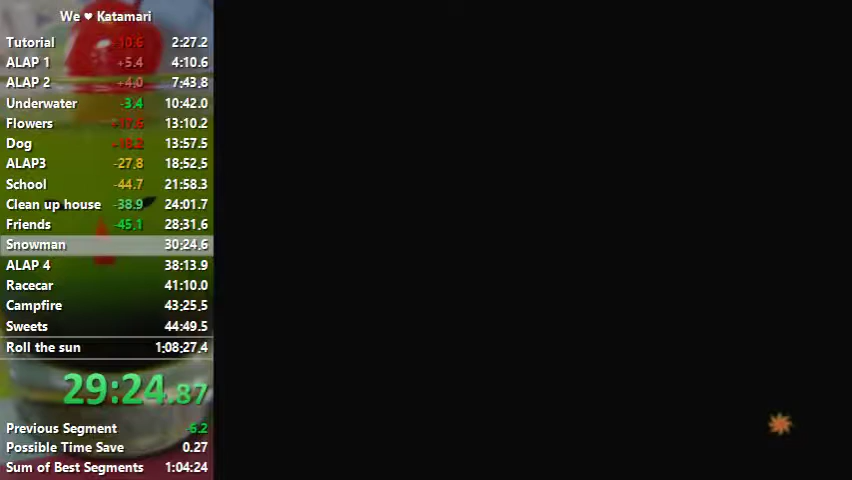 We ♥ Katamari
Tutorial +10.6 2:27.2
ALAP 1 +5.4 4:10.6
ALAP 2 +4.0 7:43.8
Underwater -3.4 10:42.0
Flowers +17.6 13:10.2
Dog +18.2 13:57.5
ALAP3 -27.8 18:52.5
School -44.7 21:58.3
Clean up house -38.9 24:01.7
Friends -45.1 28:31.6
Snowman 30:24.6
ALAP 4 38:13.9
Racecar 41:10.0
Campfire 43:25.5
Sweets 44:49.5
Roll the sun 1:08:27.4
29:24.87
Previous Segment -6.2
Possible Time Save 0.27
Sum of Best Segments 1:04:24